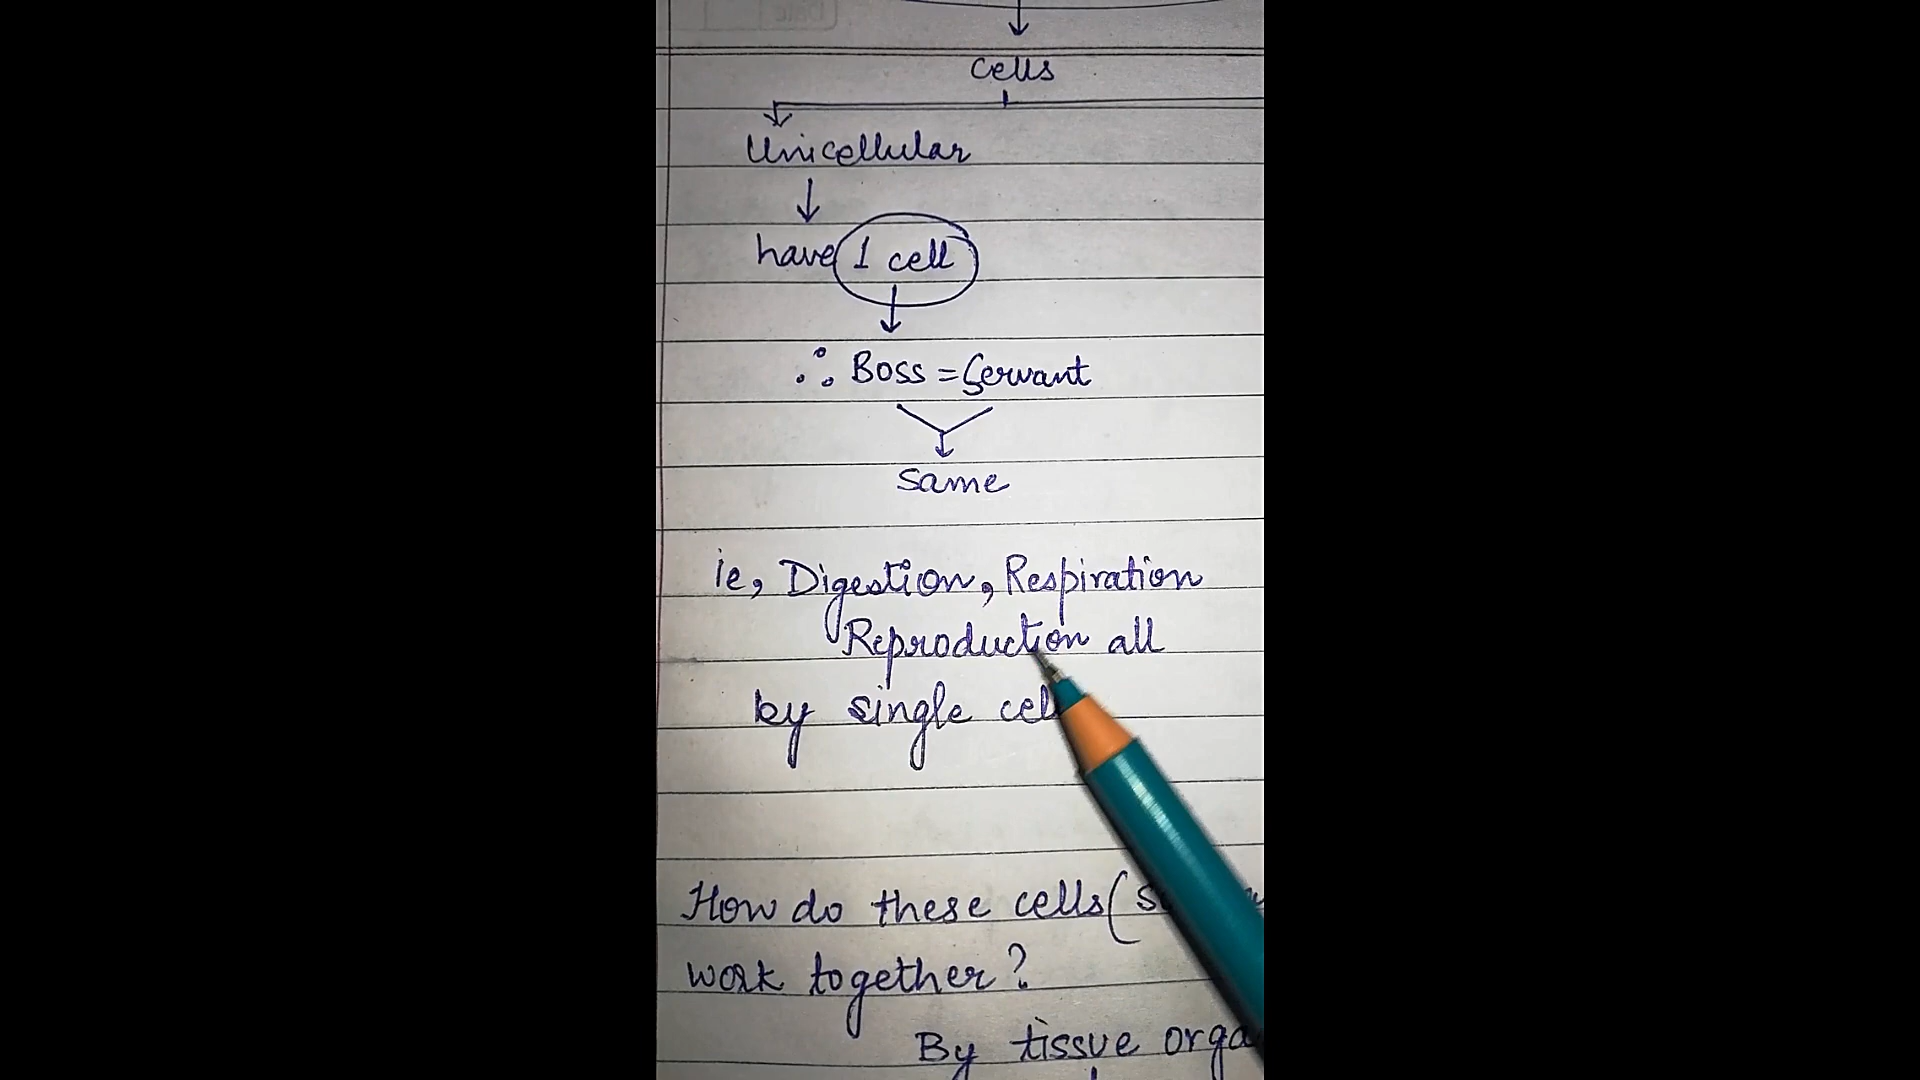 cells
Unicellular
have 1 cell
∴ Boss = Servant
same
ie, Digestion, Respiration
Reproduction all
by single cell
How do these cells (
work together?
By tissue